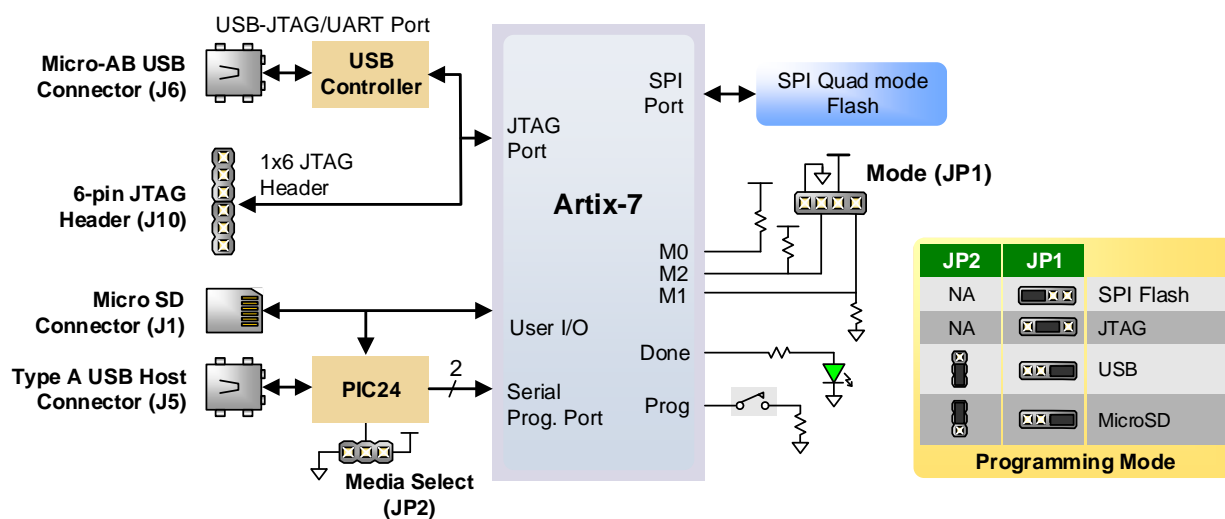 USB-JTAG/UART Port
Micro-AB USB
Connector (J6)
USB
Controller
1x6 JTAG
Header
6-pin JTAG
Header (J10)
Micro SD
Connector (J1)
Type A USB Host
Connector (J5)
PIC24
2
Media Select
(JP2)
JTAG
Port
SPI
Port
Artix-7
M0
M2
M1
User I/O
Done
Serial
Prog. Port
Prog
SPI Quad mode
Flash
Mode (JP1)
JP2 JP1
NA SPI Flash
NA JTAG
USB
MicroSD
Programming Mode